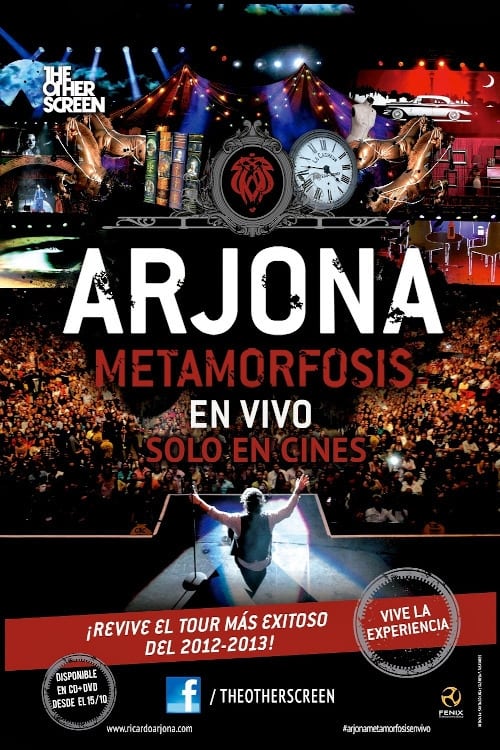 THE
OTHER
SCREEN
ARJONA
METAMORFOSIS
EN VIVO
SOLO EN CINES
¡REVIVE EL TOUR MÁS EXITOSO
DEL 2012-2013!
VIVE LA
EXPERIENCIA
DISPONIBLE
EN CD+DVD
DESDE EL 15/10
f / THEOTHERSCREEN
FENIX
www.ricardoarjona.com
#arjonametamorfosisenvivo